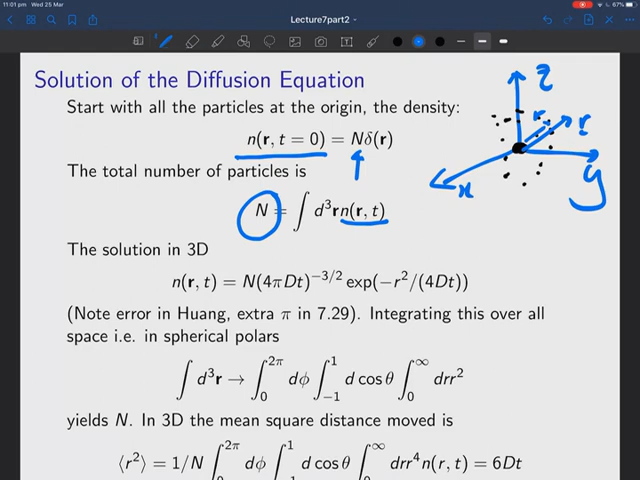 11:01 pm Wed 25 Mar
67%
Lecture7part2
Solution of the Diffusion Equation
Start with all the particles at the origin, the density:
n(r, t = 0) = Nδ(r)
The total number of particles is
N = ∫ d³r n(r, t)
The solution in 3D
n(r, t) = N(4πDt)^{−3/2} exp(−r²/(4Dt))
(Note error in Huang, extra π in 7.29). Integrating this over all
space i.e. in spherical polars
∫ d³r → ∫_0^{2π} dϕ ∫_{−1}^{1} d cos θ ∫_0^∞ drr²
yields N. In 3D the mean square distance moved is
⟨r²⟩ = 1/N ∫_0^{2π} dϕ ∫_{−1}^{1} d cos θ ∫_0^∞ drr⁴n(r, t) = 6Dt
z
r
r
y
x